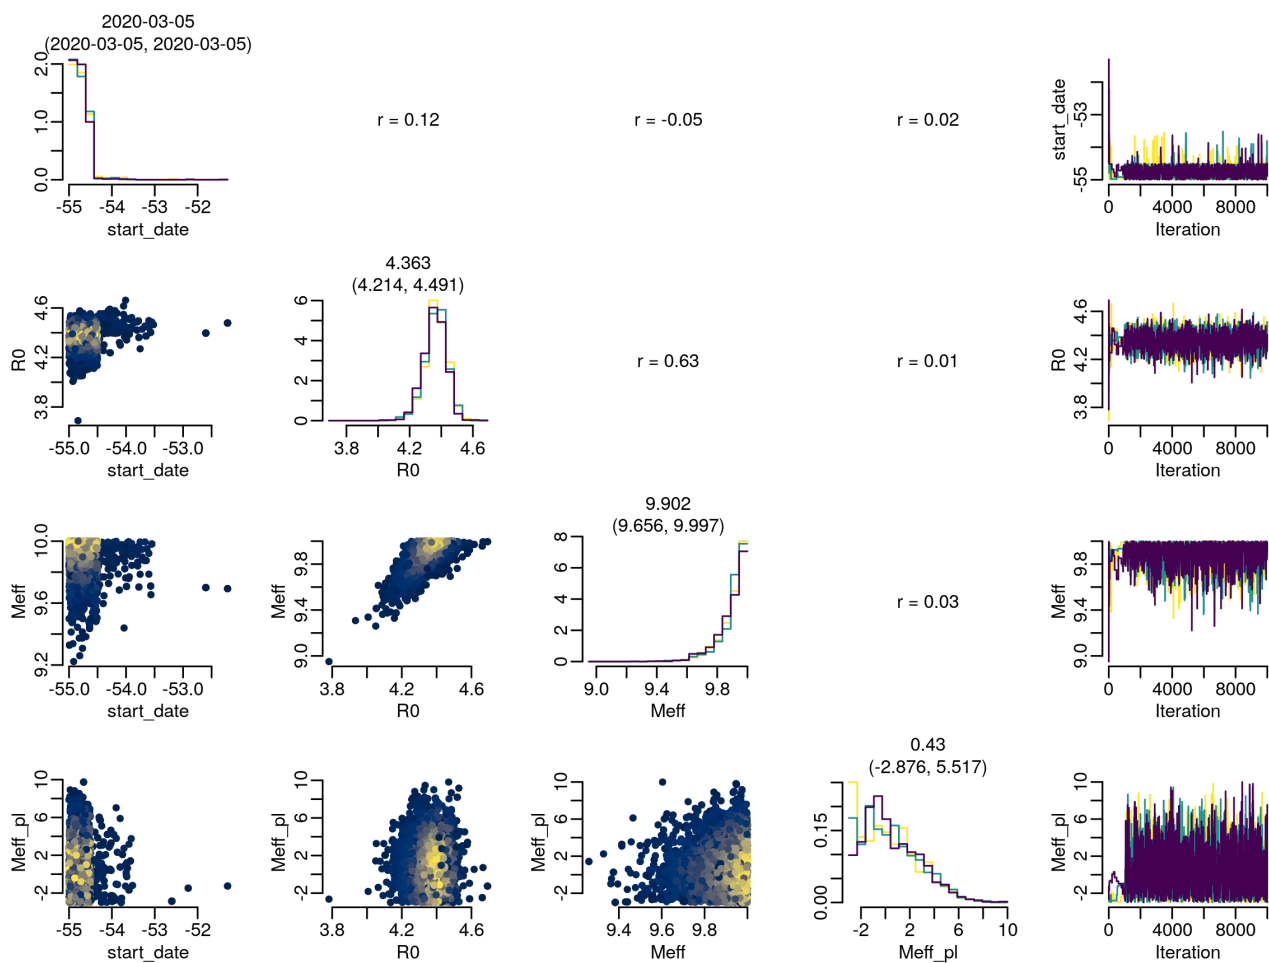 2020-03-05
(2020-03-05, 2020-03-05)
0.0 1.0 2.0
-55 -54 -53 -52
start_date
r = 0.12
r = -0.05
r = 0.02
start_date
-55 -53
0 4000 8000
Iteration
R0
3.8 4.2 4.6
-55.0 -54.0 -53.0
start_date
4.363
(4.214, 4.491)
0 2 4 6
3.8 4.2 4.6
R0
r = 0.63
r = 0.01
R0
3.8 4.2 4.6
0 4000 8000
Iteration
Meff
9.2 9.6 10.0
-55.0 -54.0 -53.0
start_date
Meff
9.0 9.4 9.8
3.8 4.2 4.6
R0
9.902
(9.656, 9.997)
0 2 4 6 8
9.0 9.4 9.8
Meff
r = 0.03
Meff
9.0 9.4 9.8
0 4000 8000
Iteration
Meff_pl
-2 2 6 10
-55 -54 -53 -52
start_date
Meff_pl
-2 2 6 10
3.8 4.2 4.6
R0
Meff_pl
-2 2 6 10
9.4 9.6 9.8
Meff
0.43
(-2.876, 5.517)
0.00 0.15
-2 2 6 10
Meff_pl
Meff_pl
-2 2 6 10
0 4000 8000
Iteration